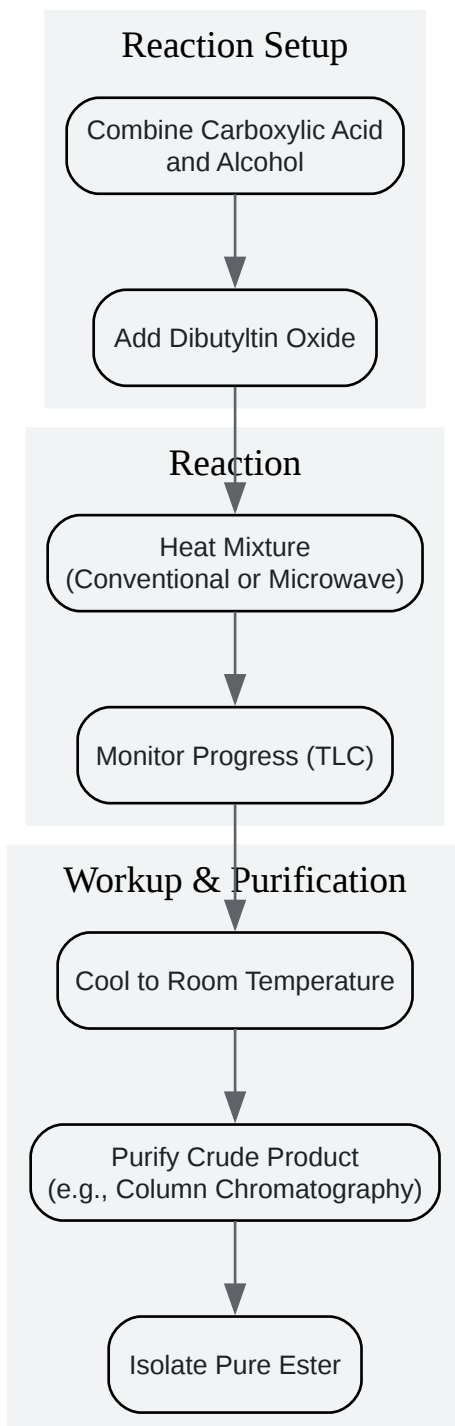 Reaction Setup
Combine Carboxylic Acid
and Alcohol
Add Dibutyltin Oxide
Reaction
Heat Mixture
(Conventional or Microwave)
Monitor Progress (TLC)
Workup & Purification
Cool to Room Temperature
Purify Crude Product
(e.g., Column Chromatography)
Isolate Pure Ester